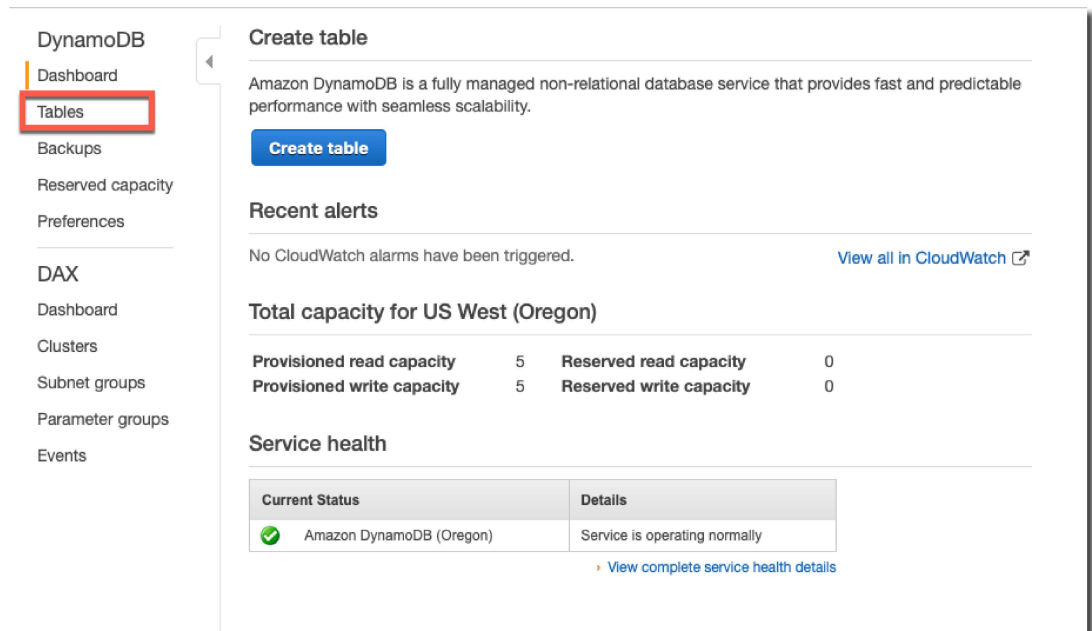 DynamoDB
Dashboard
Tables
Backups
Reserved capacity
Preferences
DAX
Dashboard
Clusters
Subnet groups
Parameter groups
Events
Create table
Amazon DynamoDB is a fully managed non-relational database service that provides fast and predictable
performance with seamless scalability.
Create table
Recent alerts
No CloudWatch alarms have been triggered.
View all in CloudWatch
Total capacity for US West (Oregon)
Provisioned read capacity 5 Reserved read capacity 0
Provisioned write capacity 5 Reserved write capacity 0
Service health
Current Status Details
Amazon DynamoDB (Oregon) Service is operating normally
View complete service health details